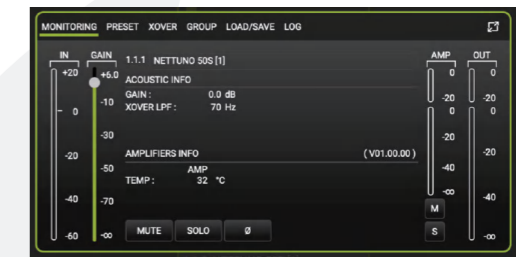 MONITORING PRESET XOVER GROUP LOAD/SAVE LOG
IN GAIN 1.1.1 NETTUNO 50S [1] AMP OUT
+20 +6.0 ACOUSTIC INFO 0 0
GAIN : 0.0 dB
-10 -20 -20
XOVER LPF : 70 Hz
0 0 0
-30 -20
-20 AMPLIFIERS INFO ( V01.00.00 ) -20
-50 AMP -40
TEMP : 32 °C
-40 -70 -∞ -40
M
-60 -∞ MUTE SOLO Ø S -∞